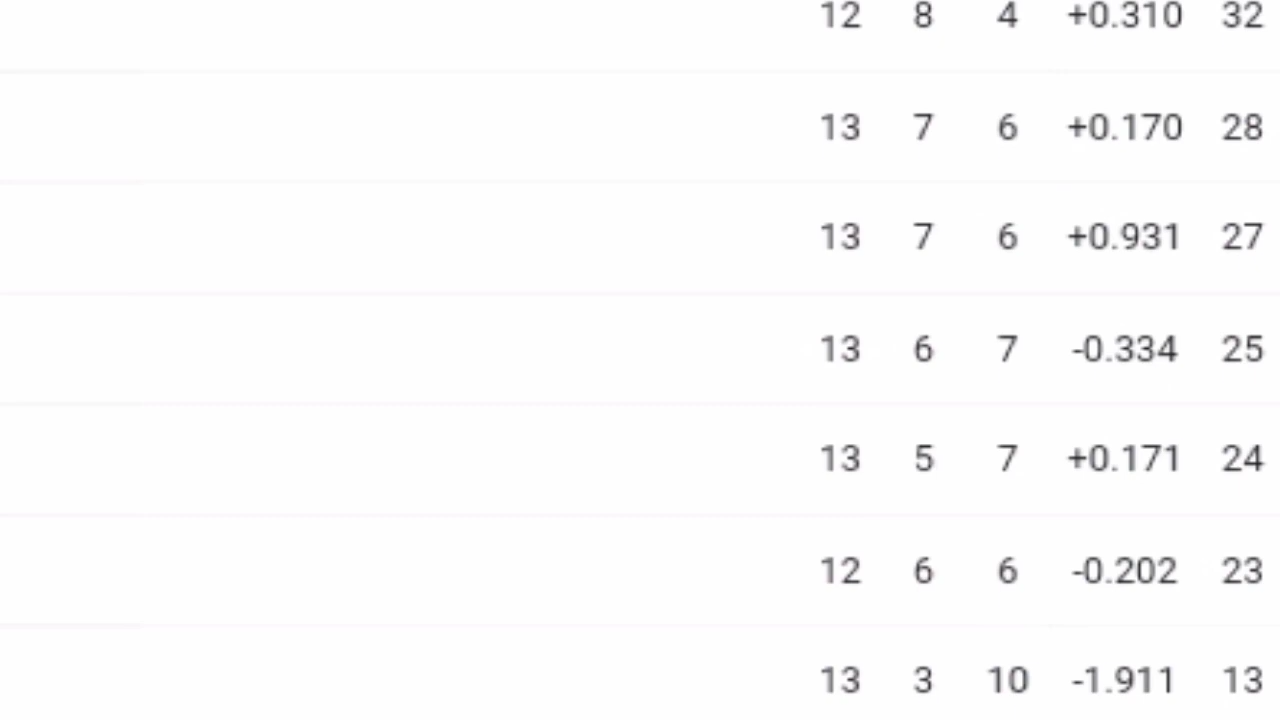 12 8 4 +0.310 32
13 7 6 +0.170 28
13 7 6 +0.931 27
13 6 7 -0.334 25
13 5 7 +0.171 24
12 6 6 -0.202 23
13 3 10 -1.911 13